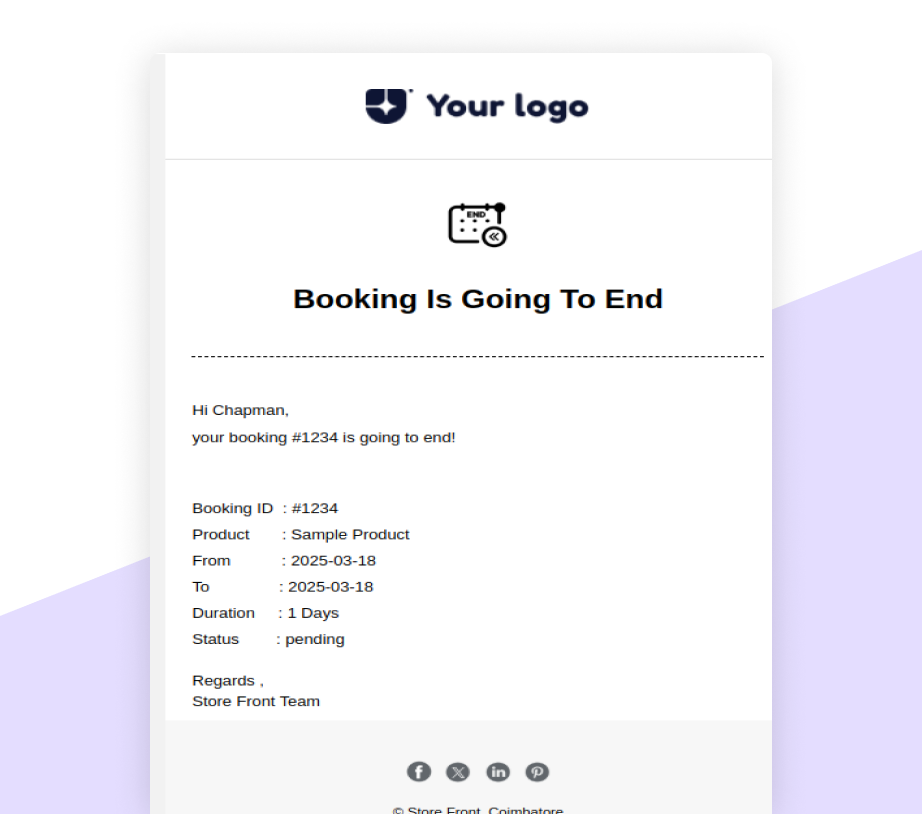 Your logo
END
Booking Is Going To End
Hi Chapman,
your booking #1234 is going to end!
Booking ID : #1234
Product : Sample Product
From : 2025-03-18
To : 2025-03-18
Duration : 1 Days
Status : pending
Regards ,
Store Front Team
© Store Front, Coimbatore